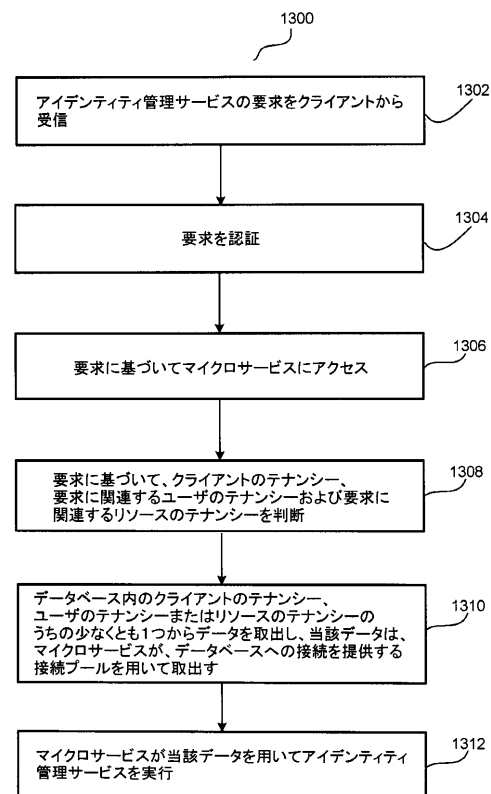 1300
アイデンティティ管理サービスの要求をクライアントから
受信
1302
要求を認証
1304
要求に基づいてマイクロサービスにアクセス
1306
要求に基づいて、クライアントのテナンシー、
要求に関連するユーザのテナンシーおよび要求に
関連するリソースのテナンシーを判断
1308
データベース内のクライアントのテナンシー、
ユーザのテナンシーまたはリソースのテナンシーの
うちの少なくとも1つからデータを取出し、当該データは、
マイクロサービスが、データベースへの接続を提供する
接続プールを用いて取出す
1310
マイクロサービスが当該データを用いてアイデンティティ
管理サービスを実行
1312